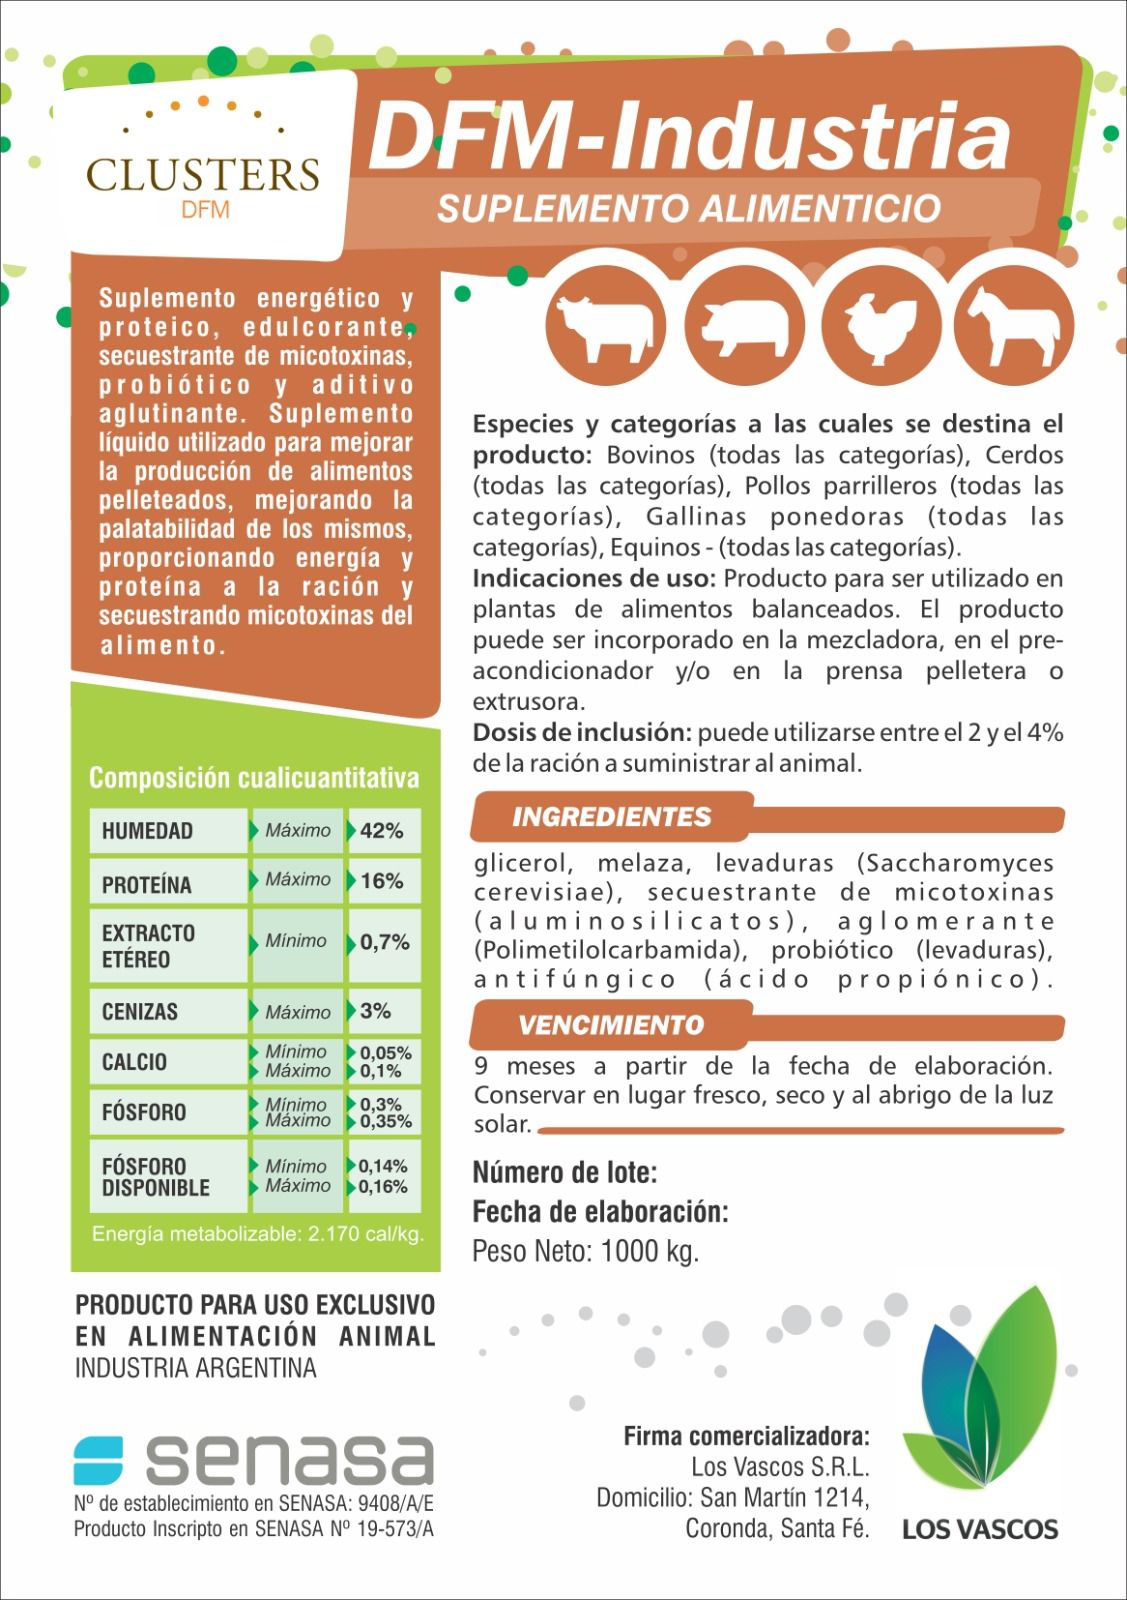 CLUSTERS
DFM
DFM-Industria
SUPLEMENTO ALIMENTICIO
Suplemento energético y
proteico, edulcorante,
secuestrante de micotoxinas,
probiótico y aditivo
aglutinante. Suplemento
líquido utilizado para mejorar
la producción de alimentos
pelleteados, mejorando la
palatabilidad de los mismos,
proporcionando energía y
proteína a la ración y
secuestrando micotoxinas del
alimento.
Especies y categorías a las cuales se destina el
producto: Bovinos (todas las categorías), Cerdos
(todas las categorías), Pollos parrilleros (todas las
categorías), Gallinas ponedoras (todas las
categorías), Equinos - (todas las categorías).
Indicaciones de uso: Producto para ser utilizado en
plantas de alimentos balanceados. El producto
puede ser incorporado en la mezcladora, en el pre-
acondicionador y/o en la prensa pelletera o
extrusora.
Dosis de inclusión: puede utilizarse entre el 2 y el 4%
de la ración a suministrar al animal.
Composición cualicuantitativa
HUMEDAD Máximo 42%
PROTEÍNA Máximo 16%
EXTRACTO
ETÉREO Mínimo 0,7%
CENIZAS Máximo 3%
CALCIO Mínimo 0,05%
Máximo 0,1%
FÓSFORO Mínimo 0,3%
Máximo 0,35%
FÓSFORO Mínimo 0,14%
DISPONIBLE Máximo 0,16%
Energía metabolizable: 2.170 cal/kg.
INGREDIENTES
glicerol, melaza, levaduras (Saccharomyces
cerevisiae), secuestrante de micotoxinas
(aluminosilicatos), aglomerante
(Polimetilolcarbamida), probiótico (levaduras),
antifúngico (ácido propiónico).
VENCIMIENTO
9 meses a partir de la fecha de elaboración.
Conservar en lugar fresco, seco y al abrigo de la luz
solar.
Número de lote:
Fecha de elaboración:
Peso Neto: 1000 kg.
PRODUCTO PARA USO EXCLUSIVO
EN ALIMENTACIÓN ANIMAL
INDUSTRIA ARGENTINA
senasa
Nº de establecimiento en SENASA: 9408/A/E
Producto Inscripto en SENASA Nº 19-573/A
Firma comercializadora:
Los Vascos S.R.L.
Domicilio: San Martín 1214,
Coronda, Santa Fé.
LOS VASCOS